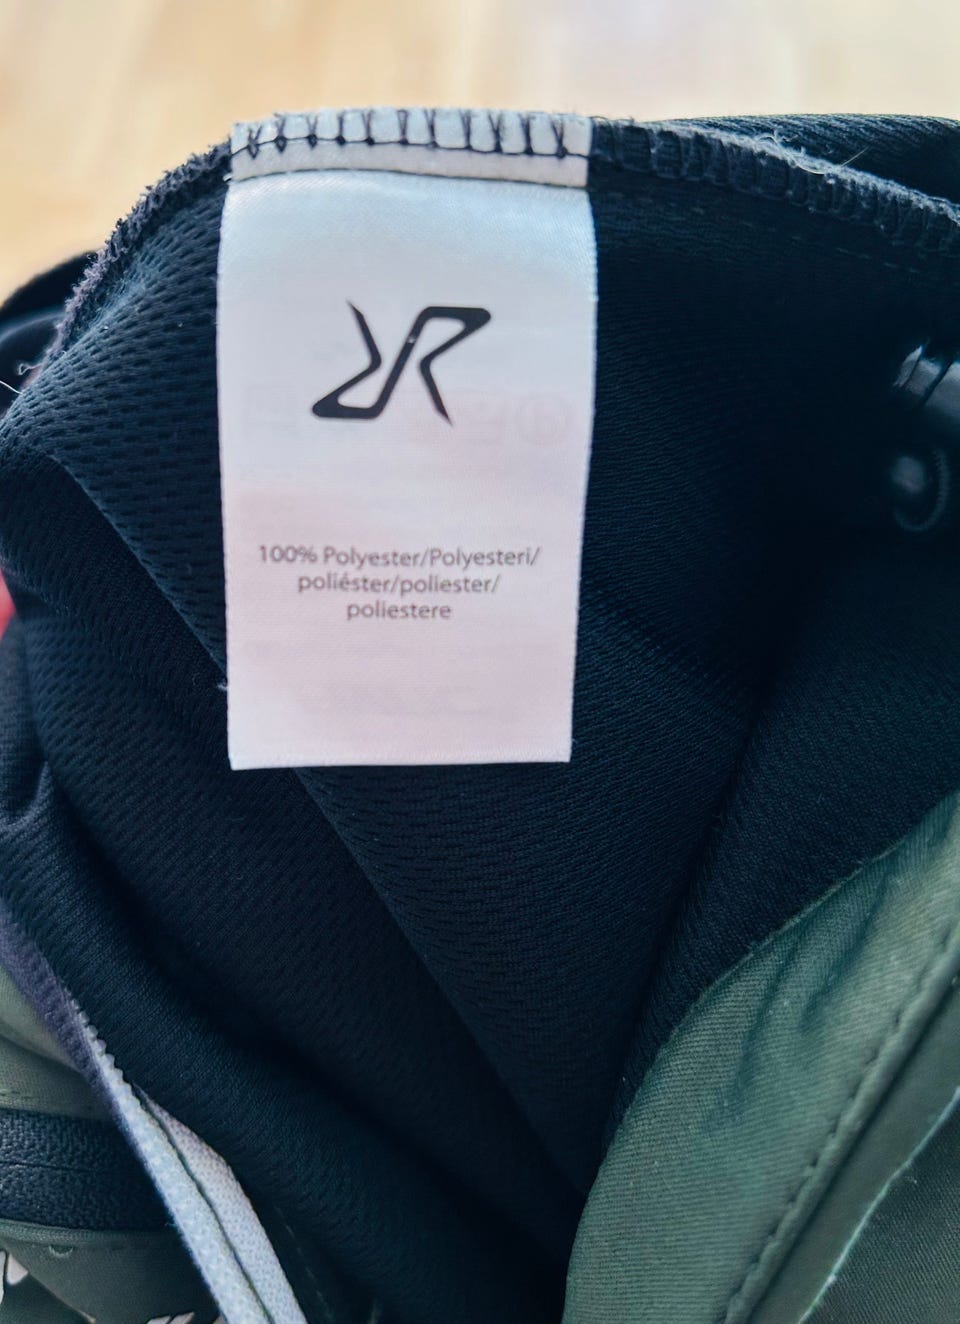 100% Polyester/Polyesteri/
poliéster/poliester/
poliestere